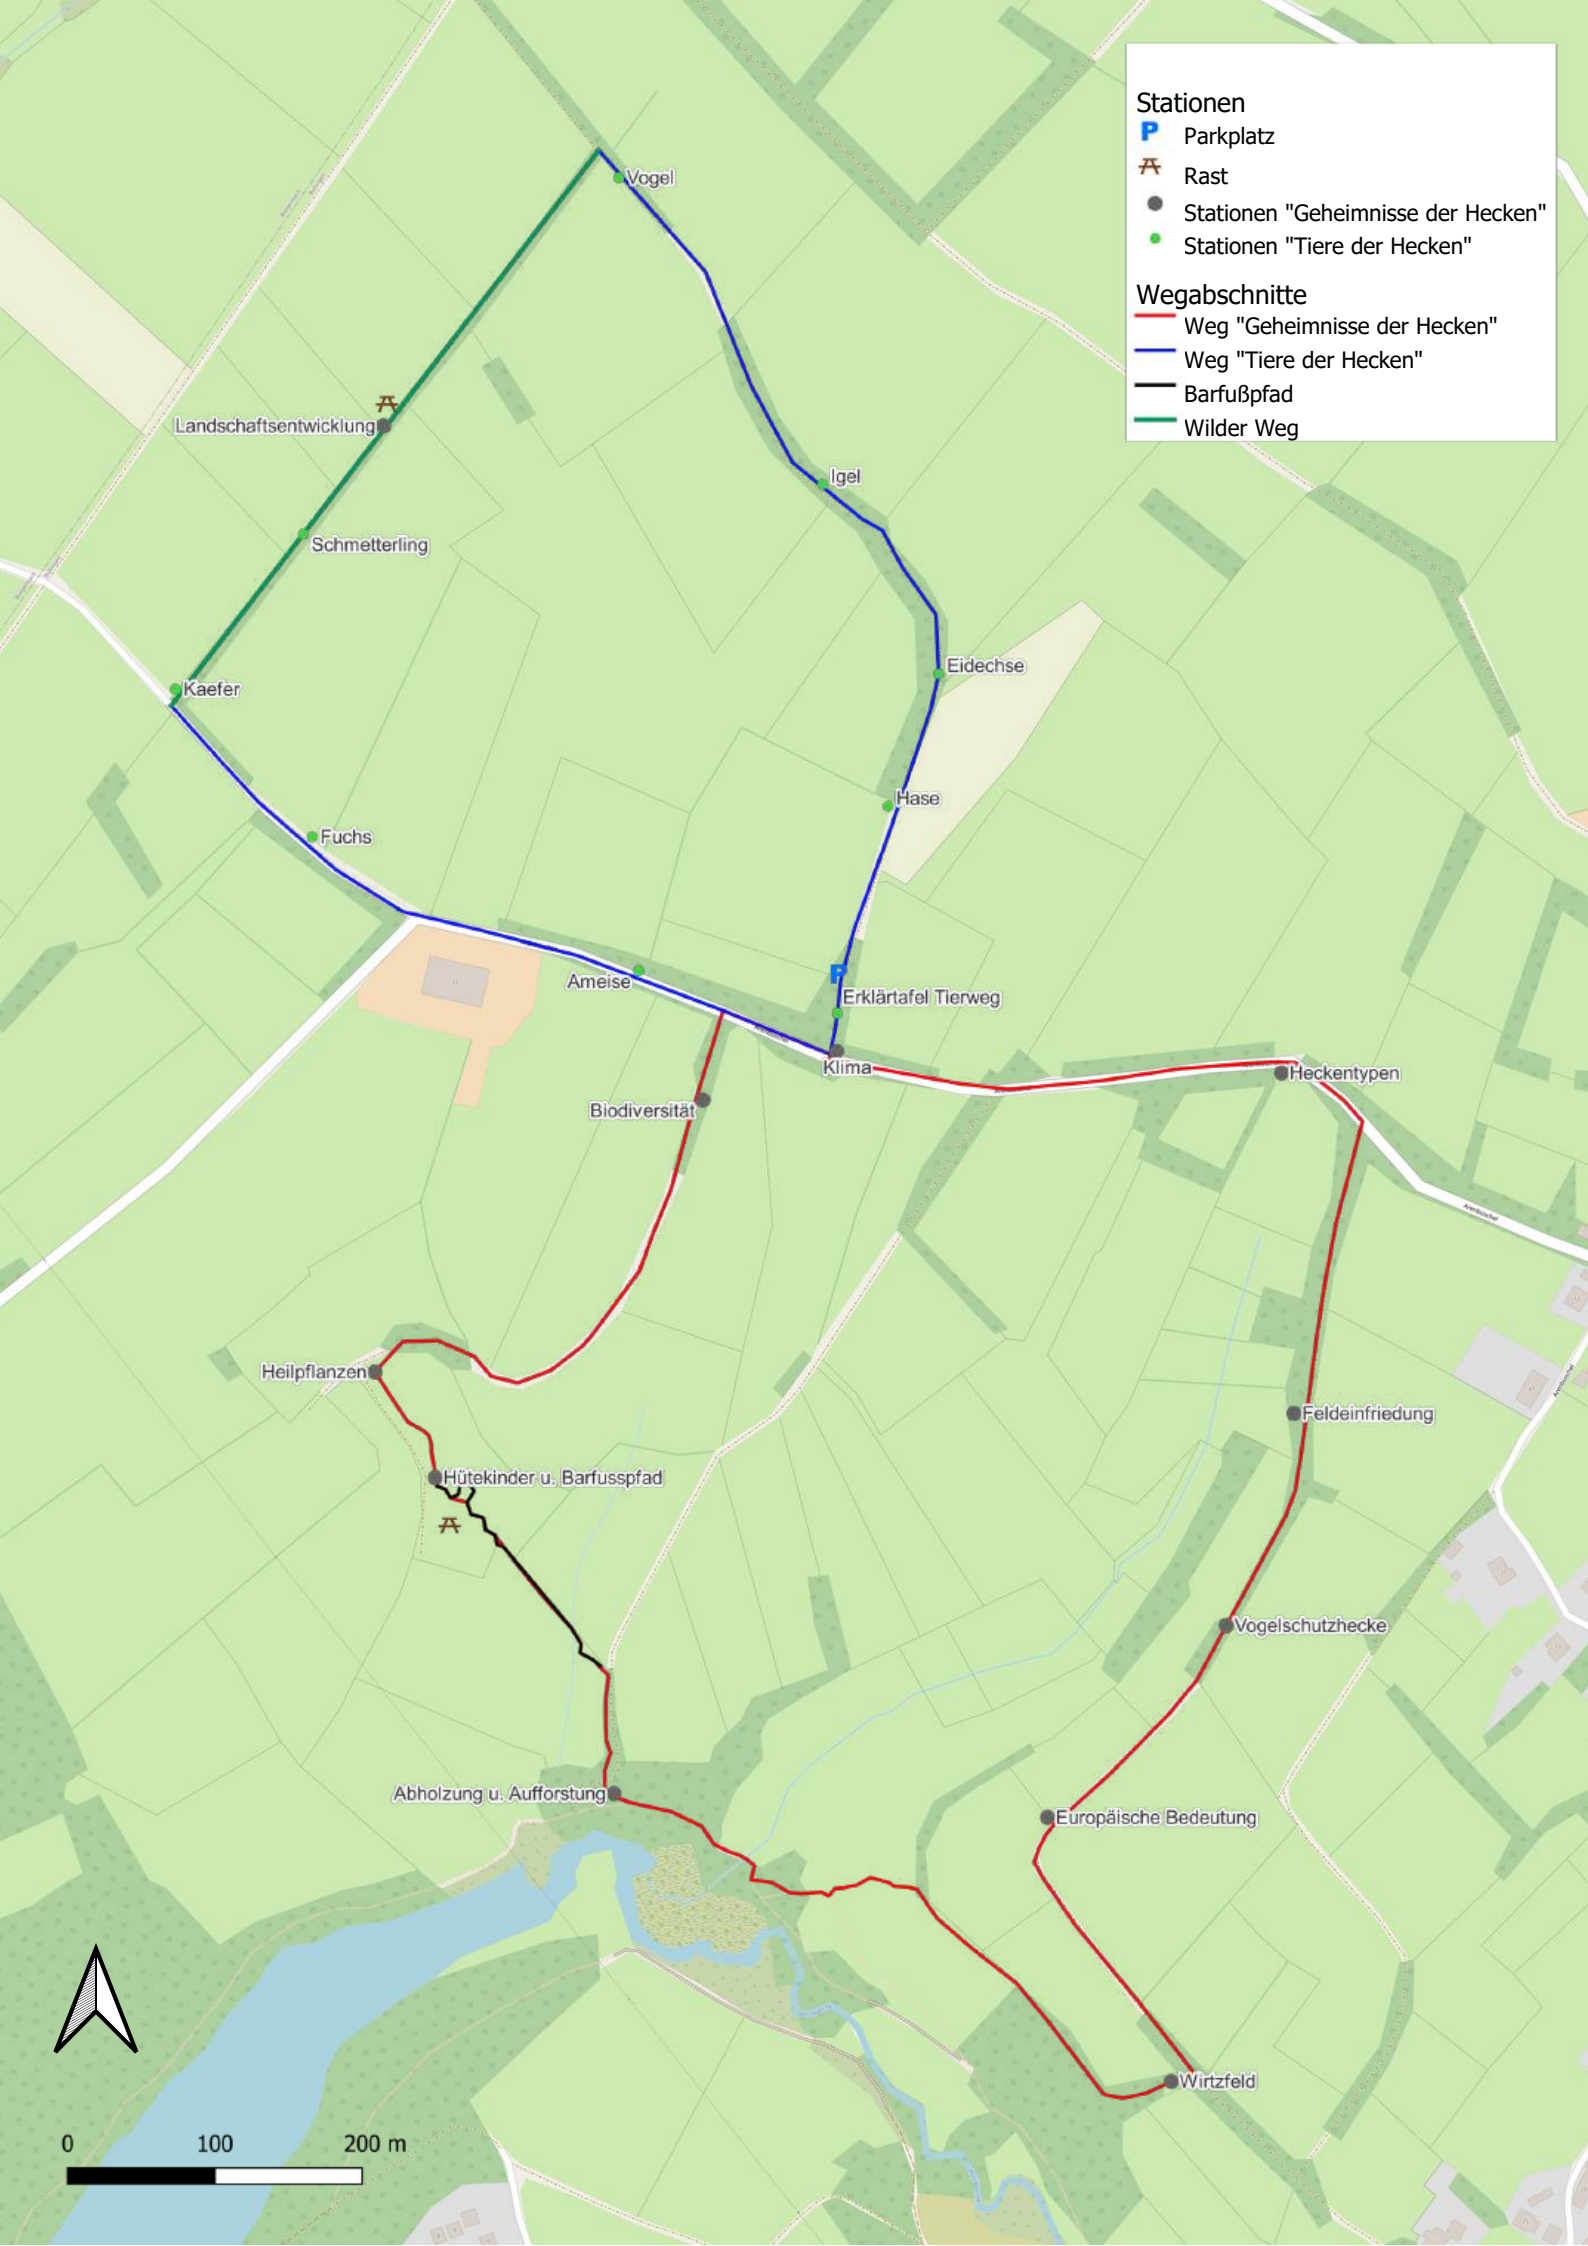 Stationen
P Parkplatz
Rast
Stationen "Geheimnisse der Hecken"
Stationen "Tiere der Hecken"
Wegabschnitte
Weg "Geheimnisse der Hecken"
Weg "Tiere der Hecken"
Barfußpfad
Wilder Weg
Vogel
Landschaftsentwicklung
Igel
Schmetterling
Eidechse
Kaefer
Hase
Fuchs
P
Ameise
Erklärtafel Tierweg
Klima
Heckentypen
Biodiversität
Arenbüschel
Heilpflanzen
Arenbüschel
Feldeinfriedung
Hütekinder u. Barfusspfad
Vogelschutzhecke
Abholzung u. Aufforstung
Europäische Bedeutung
Wirtzfeld
0 100 200 m